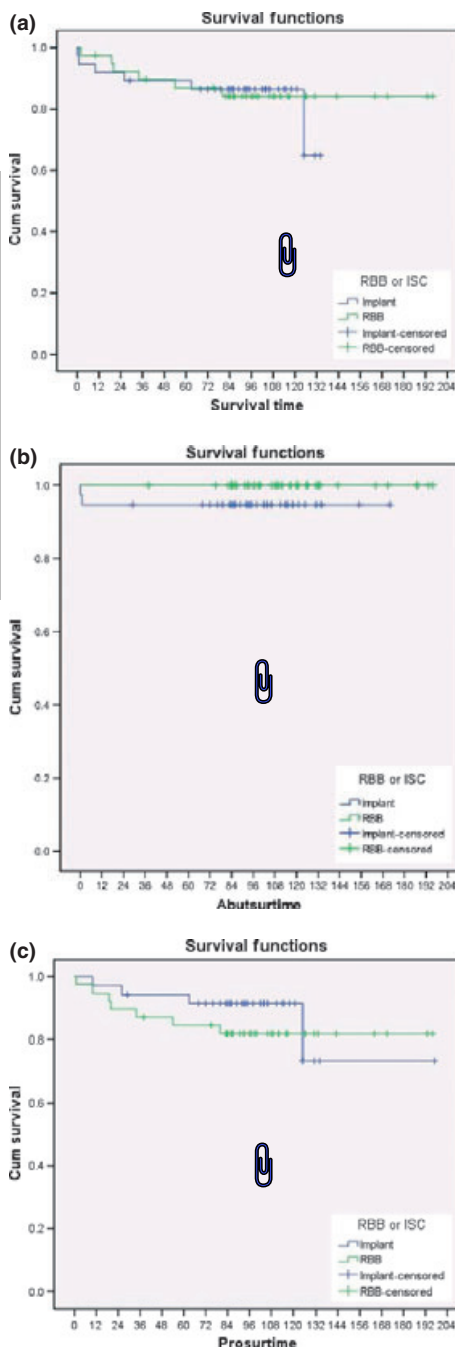 (a)
Survival functions
Cum survival
1.0
0.8
0.6
0.4
0.2
0.0
RBB or ISC
Implant
RBB
Implant-censored
RBB-censored
0 12 24 36 48 60 72 84 96 108 120 132 144 156 168 180 192 204
Survival time
(b)
Survival functions
Cum survival
1.0
0.8
0.6
0.4
0.2
0.0
RBB or ISC
Implant
RBB
Implant-censored
RBB-censored
0 12 24 36 48 60 72 84 96 108 120 132 144 156 168 180 192 204
Abutsurtime
(c)
Survival functions
Cum survival
1.0
0.8
0.6
0.4
0.2
0.0
RBB or ISC
Implant
RBB
Implant-censored
RBB-censored
0 12 24 36 48 60 72 84 96 108 120 132 144 156 168 180 192 204
Prosurtime